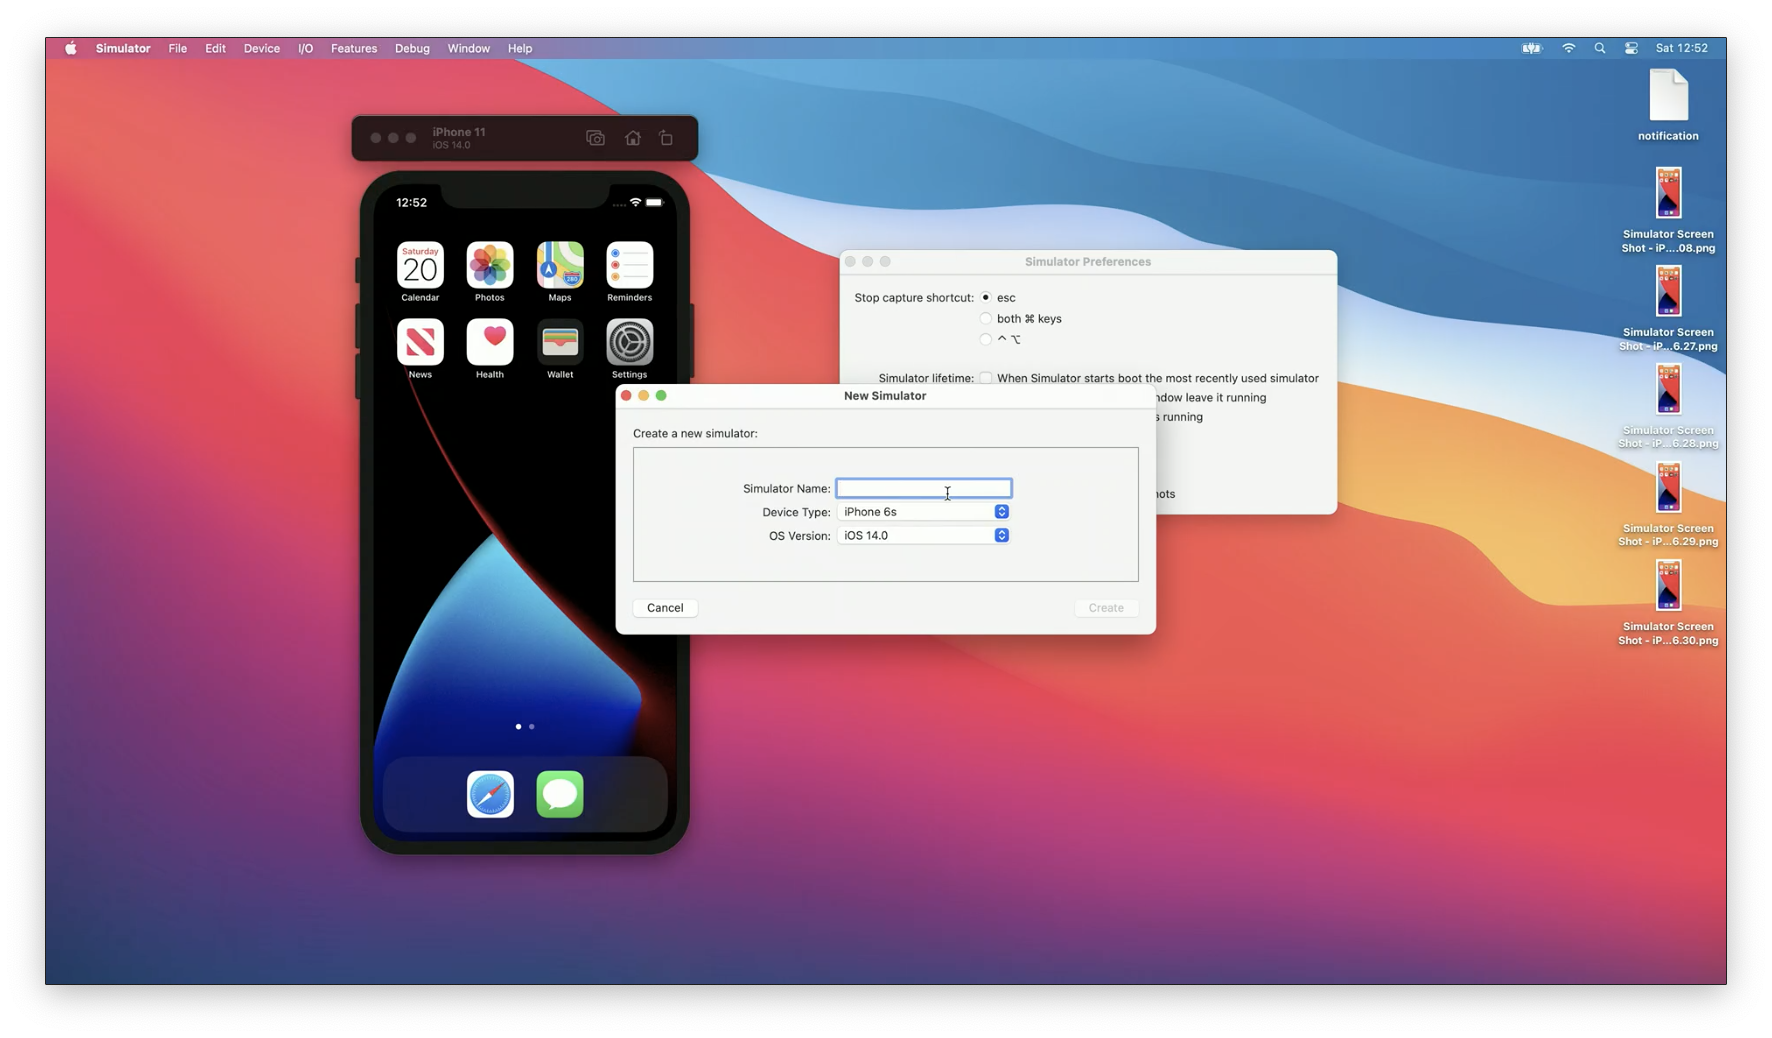 Simulator File Edit Device I/O Features Debug Window Help Sat 12:52
notification
Simulator Screen
Shot - iP....08.png
Simulator Screen
Shot - iP...6.27.png
Simulator Screen
Shot - iP...6.28.png
Simulator Screen
Shot - iP...6.29.png
Simulator Screen
Shot - iP...6.30.png
iPhone 11
iOS 14.0
12:52
Saturday
20
280
Calendar Photos Maps Reminders
News Health Wallet Settings
Simulator Preferences
Stop capture shortcut: esc
both ⌘ keys
^ ⌥
Simulator lifetime: When Simulator starts boot the most recently used simulator
ndow leave it running
s running
ots
New Simulator
Create a new simulator:
Simulator Name:
Device Type: iPhone 6s
OS Version: iOS 14.0
Cancel Create